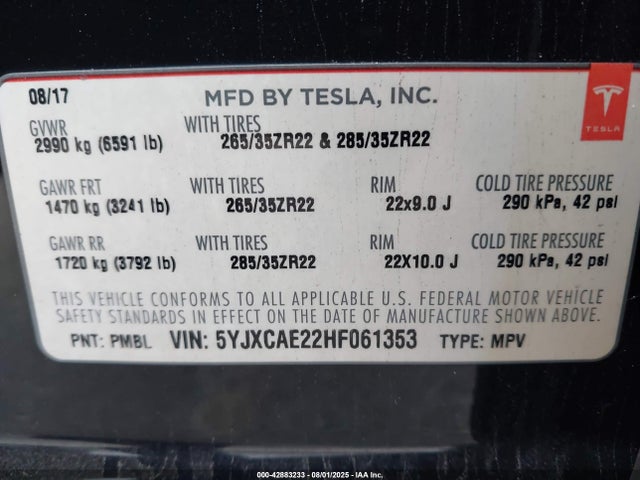 08/17 MFD BY TESLA, INC.
TESLA
GVWR WITH TIRES
2990 kg (6591 lb) 265/35ZR22 & 285/35ZR22
GAWR FRT WITH TIRES RIM COLD TIRE PRESSURE
1470 kg (3241 lb) 265/35ZR22 22x9.0 J 290 kPa, 42 psi
GAWR RR WITH TIRES RIM COLD TIRE PRESSURE
1720 kg (3792 lb) 285/35ZR22 22X10.0 J 290 kPa, 42 psi
THIS VEHICLE CONFORMS TO ALL APPLICABLE U.S. FEDERAL MOTOR VEHICLE
SAFETY STANDARDS IN EFFECT ON THE DATE OF MANUFACTURE SHOWN ABOVE.
PNT: PMBL VIN: 5YJXCAE22HF061353 TYPE: MPV
000-42883233 - 08/01/2025 - IAA Inc.